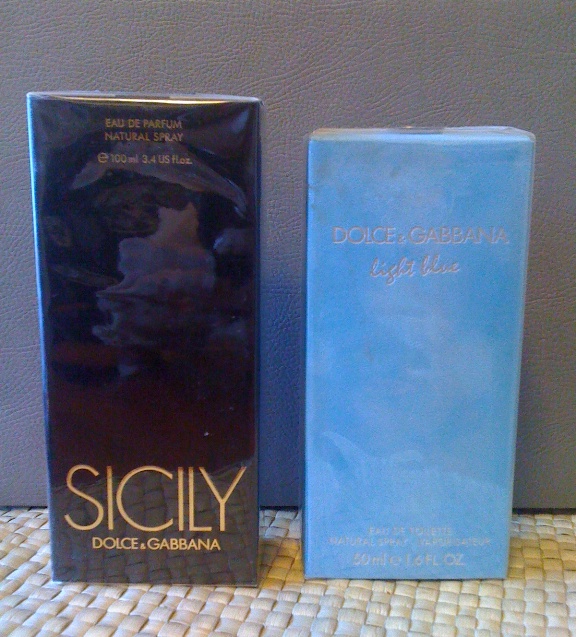 EAU DE PARFUM
NATURAL SPRAY
℮ 100 ml 3.4 US fl.oz.
SICILY
DOLCE & GABBANA
DOLCE & GABBANA
light blue
EAU DE TOILETTE
NATURAL SPRAY VAPORISATEUR
50 ml ℮ 1.6 FL. OZ.